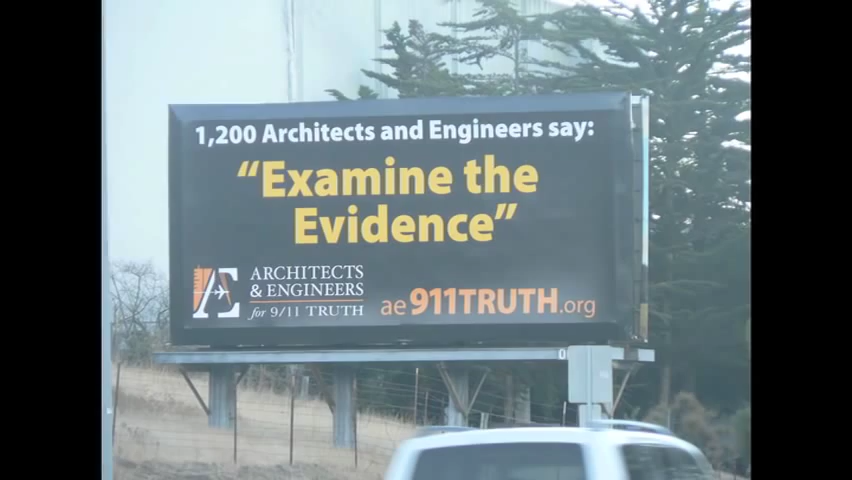 1,200 Architects and Engineers say:
"Examine the
Evidence"
AE
ARCHITECTS
& ENGINEERS
for 9/11 TRUTH
ae911TRUTH.org